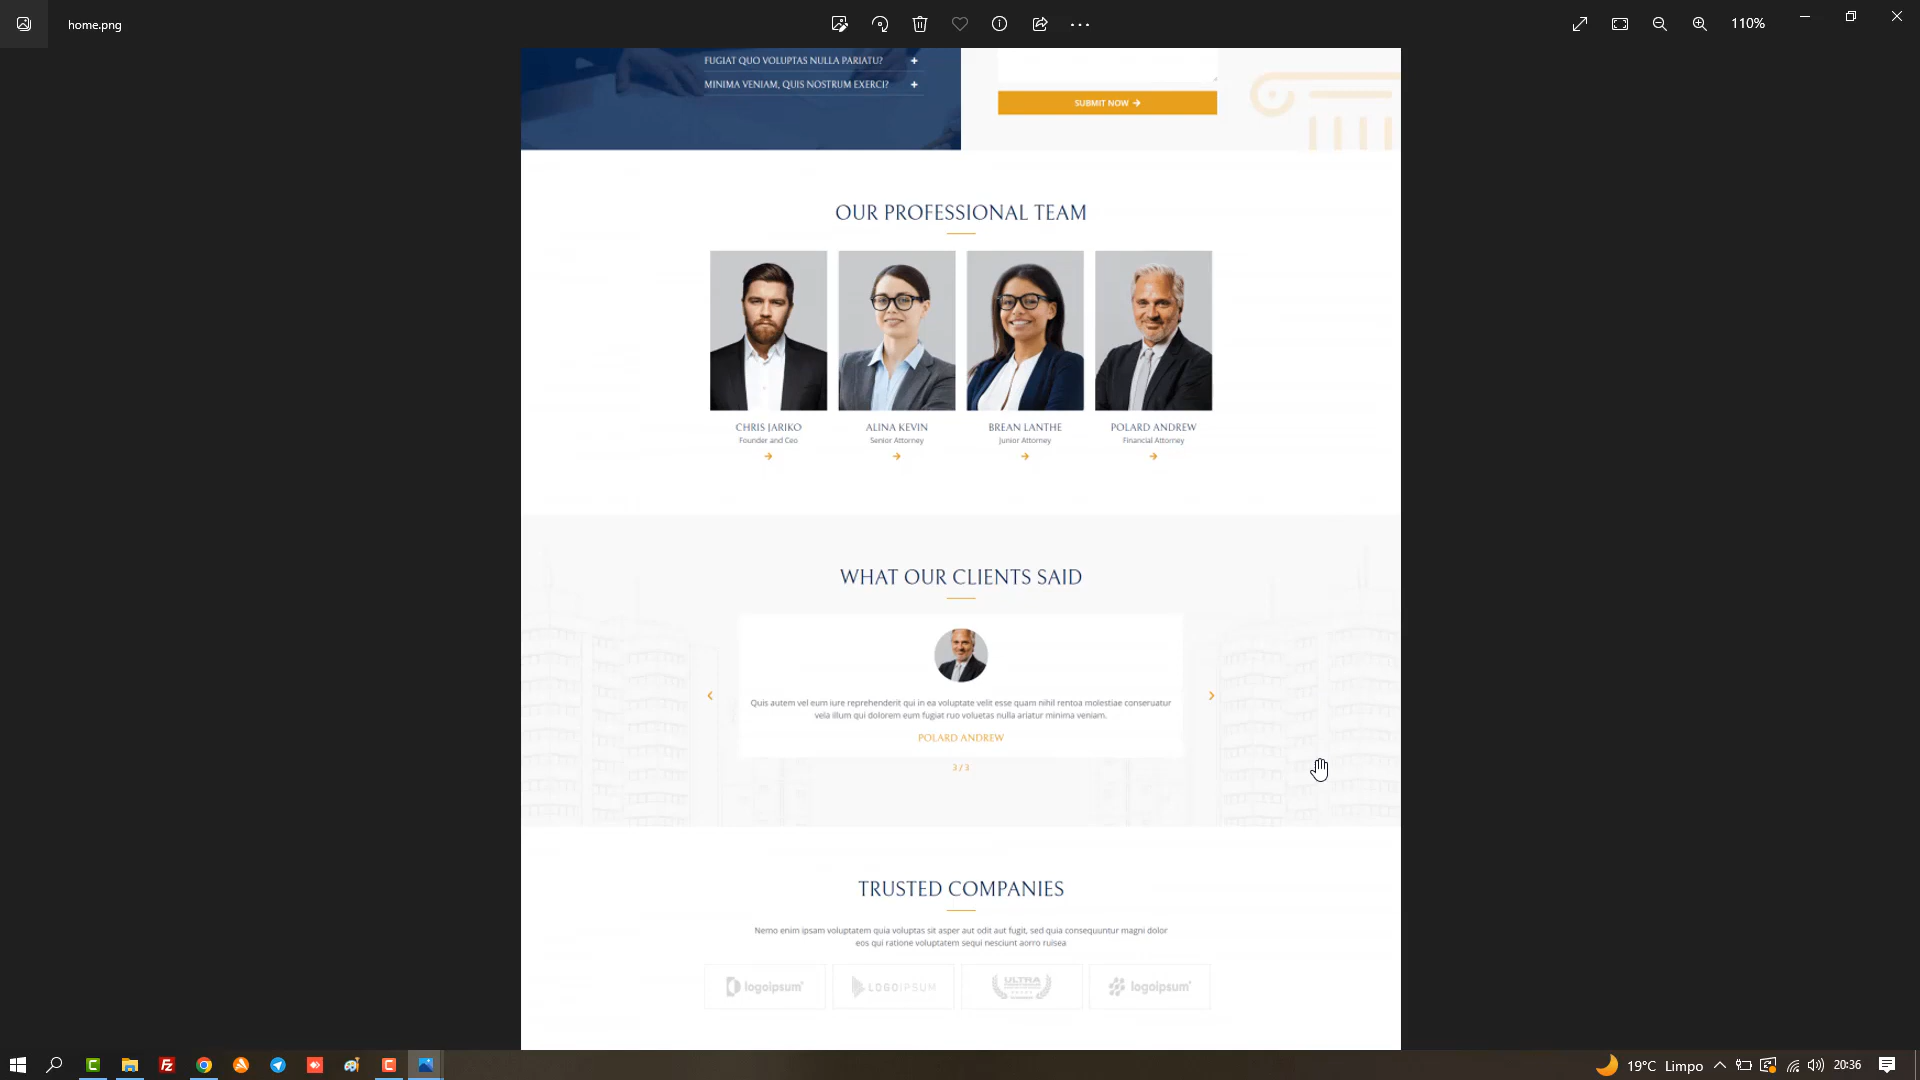 home.png
110%
FUGIAT QUO VOLUPTAS NULLA PARIATU?
MINIMA VENIAM, QUIS NOSTRUM EXERCI?
SUBMIT NOW
OUR PROFESSIONAL TEAM
CHRIS JARIKO
Founder and Ceo
ALINA KEVIN
Senior Attorney
BREAN LANTHE
Junior Attorney
POLARD ANDREW
Financial Attorney
WHAT OUR CLIENTS SAID
Quis autem vel eum iure reprehenderit qui in ea voluptate velit esse quam nihil rentoa molestiae conseruatur
vela illum qui dolorem eum fugiat ruo voluetas nulla ariatur minima veniam.
POLARD ANDREW
3 / 3
TRUSTED COMPANIES
Nemo enim ipsam voluptatem quia voluptas sit asper aut odit aut fugit, sed quia consequuntur magni dolor
eos qui ratione voluptatem sequi nesciunt aorro ruisea
logoipsum
LOGOIPSUM
ULTRA
logoipsum
19°C Limpo
20:36